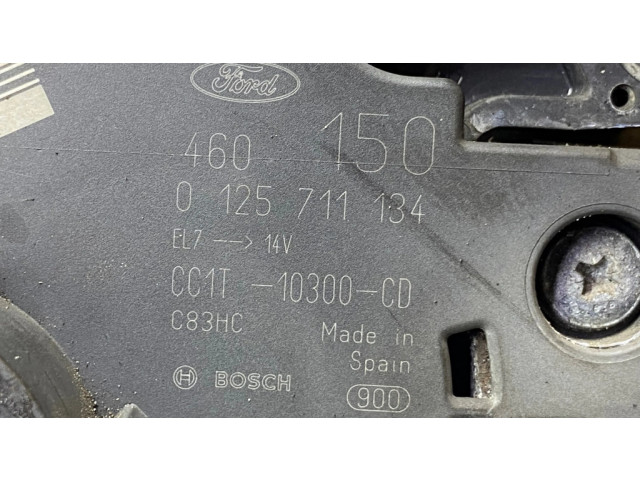 Ford
460 150
0 125 711 134
EL7 --> 14V
CC1T -10300-CD
C83HC
Made in
Spain
BOSCH
900